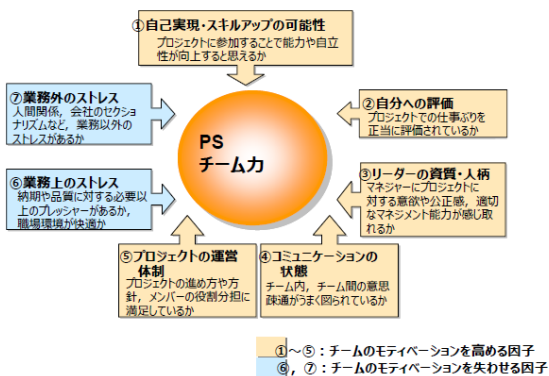 ①自己実現・スキルアップの可能性
プロジェクトに参加することで能力や自立
性が向上すると思えるか
⑦業務外のストレス
人間関係，会社のセクショ
ナリズムなど，業務以外の
ストレスがあるか
②自分への評価
プロジェクトでの仕事ぶりを
正当に評価されているか
PS
チーム力
⑥業務上のストレス
納期や品質に対する必要以
上のプレッシャーがあるか，
職場環境が快適か
③リーダーの資質・人柄
マネジャーにプロジェクトに
対する意欲や公正感，適切
なマネジメント能力が感じ取
れるか
⑤プロジェクトの運営
体制
プロジェクトの進め方や方
針，メンバーの役割分担に
満足しているか
④コミュニケーションの
状態
チーム内，チーム間の意思
疎通がうまく図られているか
①～⑤：チームのモティベーションを高める因子
⑥，⑦：チームのモティベーションを失わせる因子